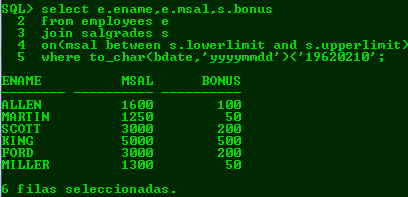 SQL> select e.ename,e.msal,s.bonus
2 from employees e
3 join salgrades s
4 on(msal between s.lowerlimit and s.upperlimit)
5 where to_char(bdate,'yyyymmdd')<'19620210';
ENAME MSAL BONUS
-------- ---------- ----------
ALLEN 1600 100
MARTIN 1250 50
SCOTT 3000 200
KING 5000 500
FORD 3000 200
MILLER 1300 50
6 filas seleccionadas.